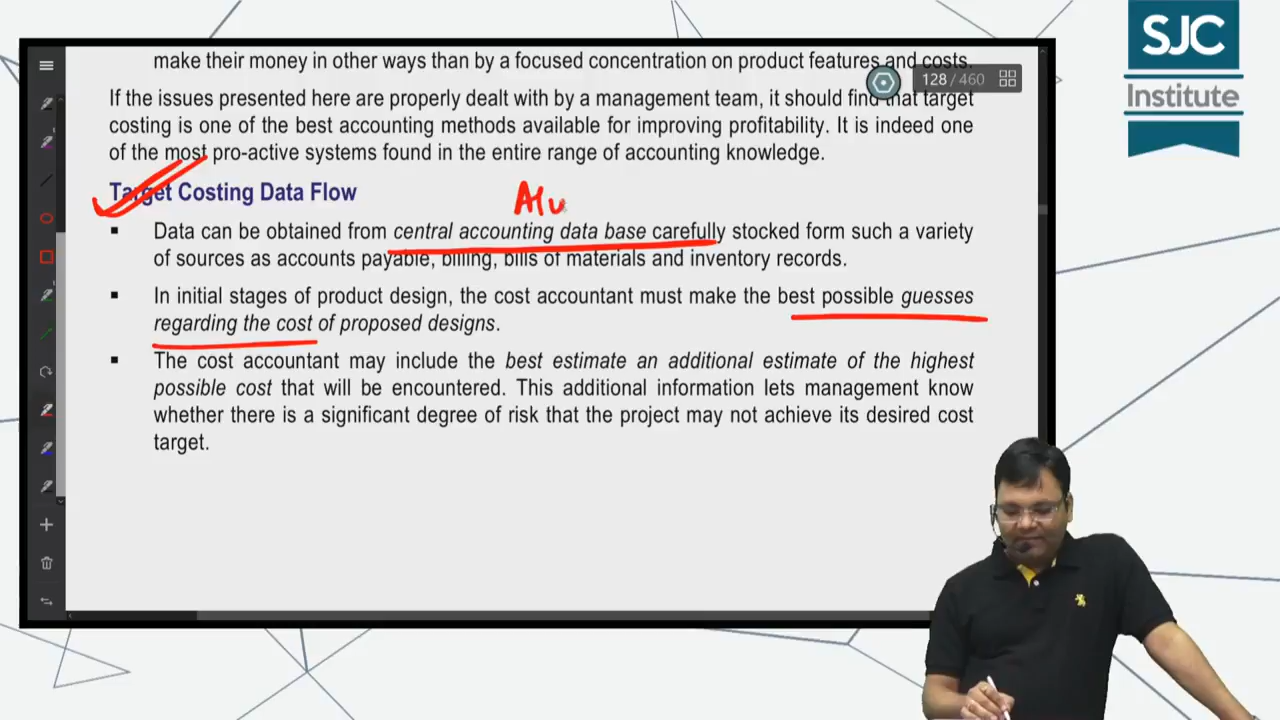 SJC
Institute
128 / 460
make their money in other ways than by a focused concentration on product features and costs.
If the issues presented here are properly dealt with by a management team, it should find that target
costing is one of the best accounting methods available for improving profitability. It is indeed one
of the most pro-active systems found in the entire range of accounting knowledge.
Target Costing Data Flow
▪ Data can be obtained from central accounting data base carefully stocked form such a variety
of sources as accounts payable, billing, bills of materials and inventory records.
▪ In initial stages of product design, the cost accountant must make the best possible guesses
regarding the cost of proposed designs.
▪ The cost accountant may include the best estimate an additional estimate of the highest
possible cost that will be encountered. This additional information lets management know
whether there is a significant degree of risk that the project may not achieve its desired cost
target.